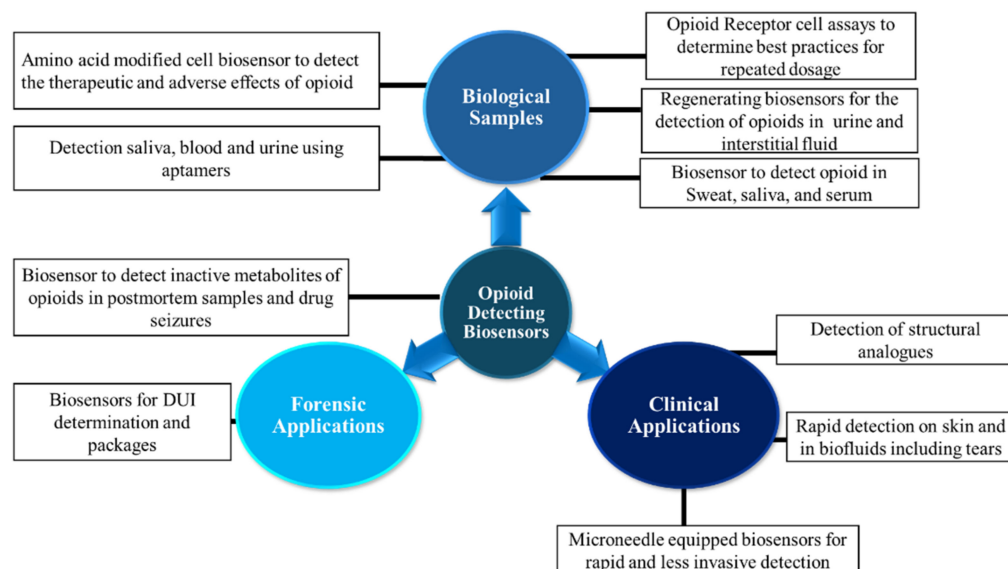 Amino acid modified cell biosensor to detect
the therapeutic and adverse effects of opioid
Detection saliva, blood and urine using
aptamers
Biological
Samples
Opioid Receptor cell assays to
determine best practices for
repeated dosage
Regenerating biosensors for the
detection of opioids in urine and
interstitial fluid
Biosensor to detect opioid in
Sweat, saliva, and serum
Biosensor to detect inactive metabolites of
opioids in postmortem samples and drug
seizures
Opioid
Detecting
Biosensors
Biosensors for DUI
determination and
packages
Forensic
Applications
Clinical
Applications
Detection of structural
analogues
Rapid detection on skin and
in biofluids including tears
Microneedle equipped biosensors for
rapid and less invasive detection